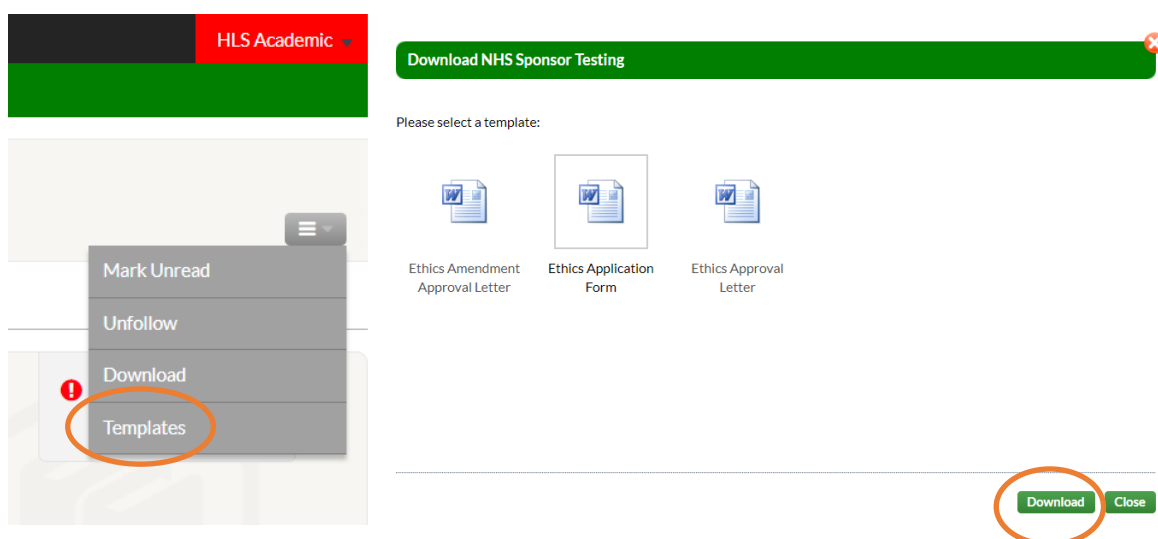 HLS Academic
Mark Unread
Unfollow
Download
Templates
Download NHS Sponsor Testing
Please select a template:
Ethics Amendment
Approval Letter
Ethics Application
Form
Ethics Approval
Letter
Download
Close